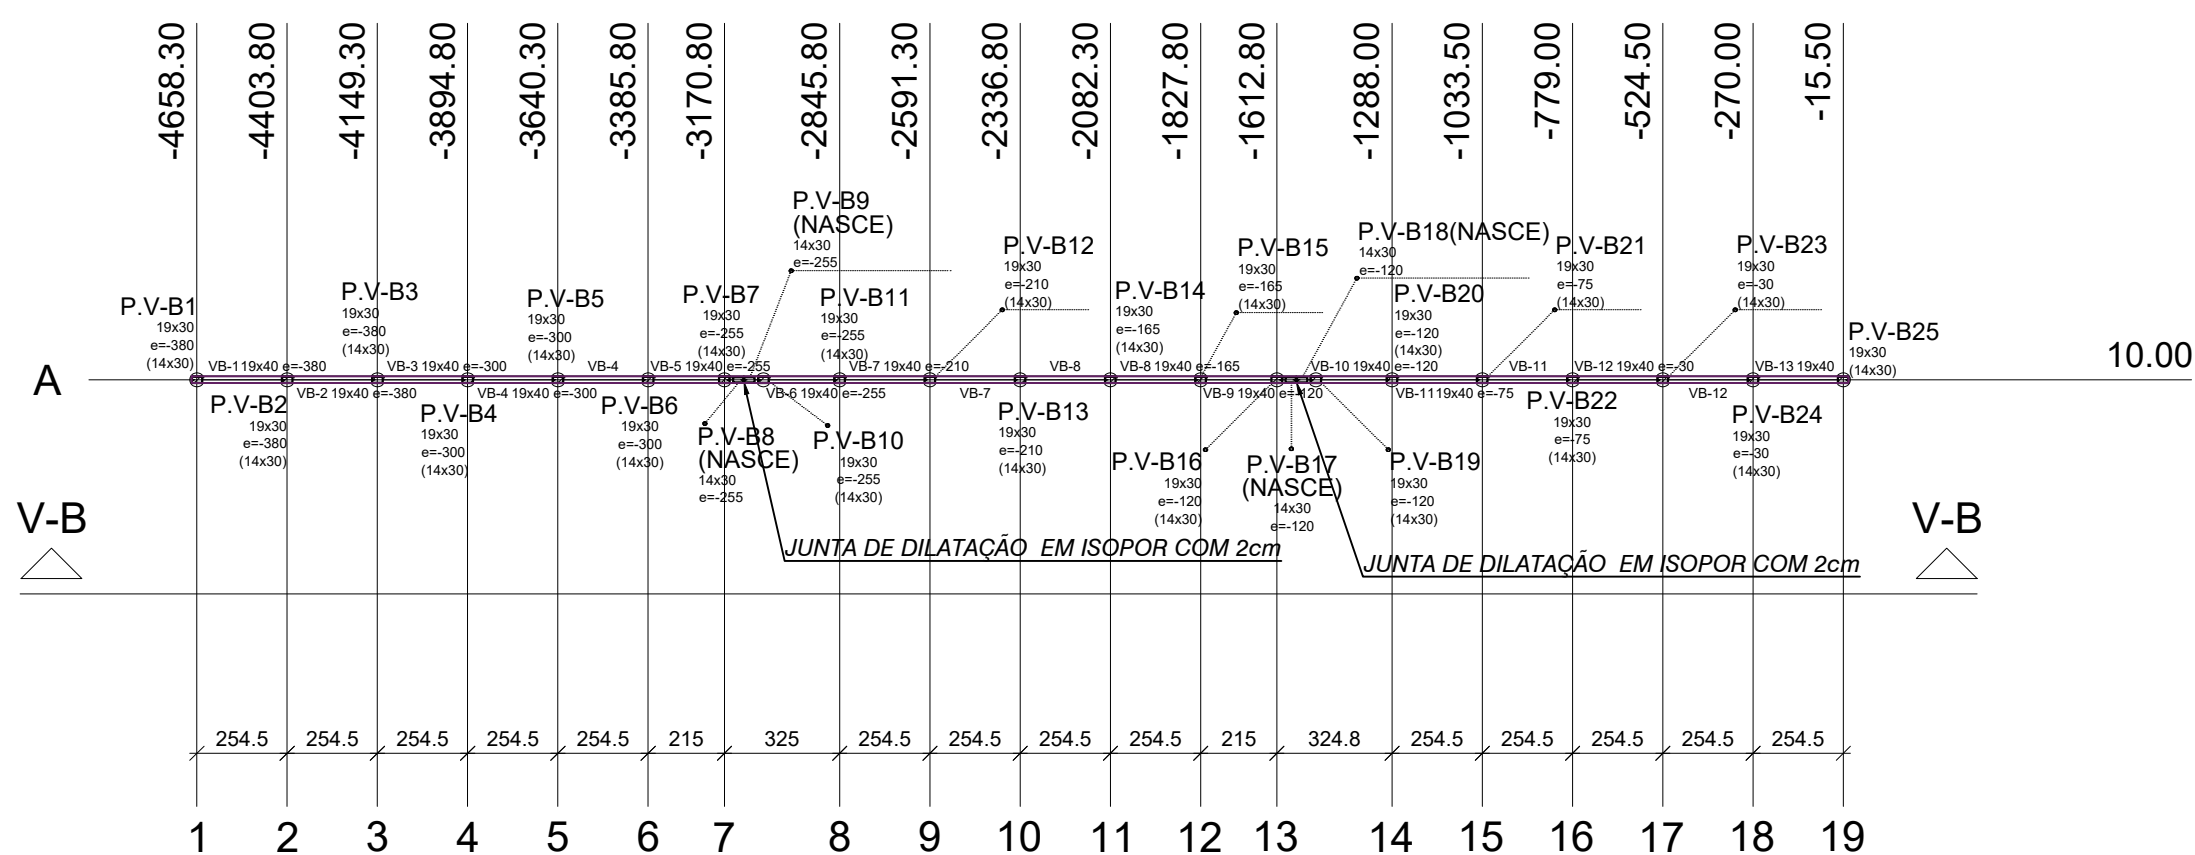 -4658.30
-4403.80
-4149.30
-3894.80
-3640.30
-3385.80
-3170.80
-2845.80
-2591.30
-2336.80
-2082.30
-1827.80
-1612.80
-1288.00
-1033.50
-779.00
-524.50
-270.00
-15.50
P.V-B1
19x30
e=-380
(14x30)
P.V-B3
19x30
e=-380
(14x30)
P.V-B5
19x30
e=-300
(14x30)
P.V-B7
19x30
e=-255
(14x30)
P.V-B9
(NASCE)
14x30
e=-255
P.V-B11
19x30
e=-255
(14x30)
P.V-B12
19x30
e=-210
(14x30)
P.V-B14
19x30
e=-165
(14x30)
P.V-B15
19x30
e=-165
(14x30)
P.V-B18(NASCE)
14x30
e=-120
P.V-B20
19x30
e=-120
(14x30)
P.V-B21
19x30
e=-75
(14x30)
P.V-B23
19x30
e=-30
(14x30)
P.V-B25
19x30
(14x30)
10.00
A
VB-1 19x40 e=-380
VB-3 19x40 e=-300
VB-4
VB-5 19x40 e=-255
VB-7 19x40 e=-210
VB-8
VB-8 19x40 e=-165
VB-10 19x40 e=-120
VB-11
VB-12 19x40 e=-30
VB-13 19x40
VB-2 19x40 e=-380
VB-4 19x40 e=-300
VB-6 19x40 e=-255
VB-7
VB-9 19x40 e=-120
VB-11 19x40 e=-75
VB-12
P.V-B2
19x30
e=-380
(14x30)
P.V-B4
19x30
e=-300
(14x30)
P.V-B6
19x30
e=-300
(14x30)
P.V-B8
(NASCE)
14x30
e=-255
P.V-B10
19x30
e=-255
(14x30)
P.V-B13
19x30
e=-210
(14x30)
P.V-B16
19x30
e=-120
(14x30)
P.V-B17
(NASCE)
14x30
e=-120
P.V-B19
19x30
e=-120
(14x30)
P.V-B22
19x30
e=-75
(14x30)
P.V-B24
19x30
e=-30
(14x30)
V-B
V-B
JUNTA DE DILATAÇÃO EM ISOPOR COM 2cm
JUNTA DE DILATAÇÃO EM ISOPOR COM 2cm
254.5 254.5 254.5 254.5 254.5 215 325 254.5 254.5 254.5 254.5 215 324.8 254.5 254.5 254.5 254.5 254.5
1 2 3 4 5 6 7 8 9 10 11 12 13 14 15 16 17 18 19